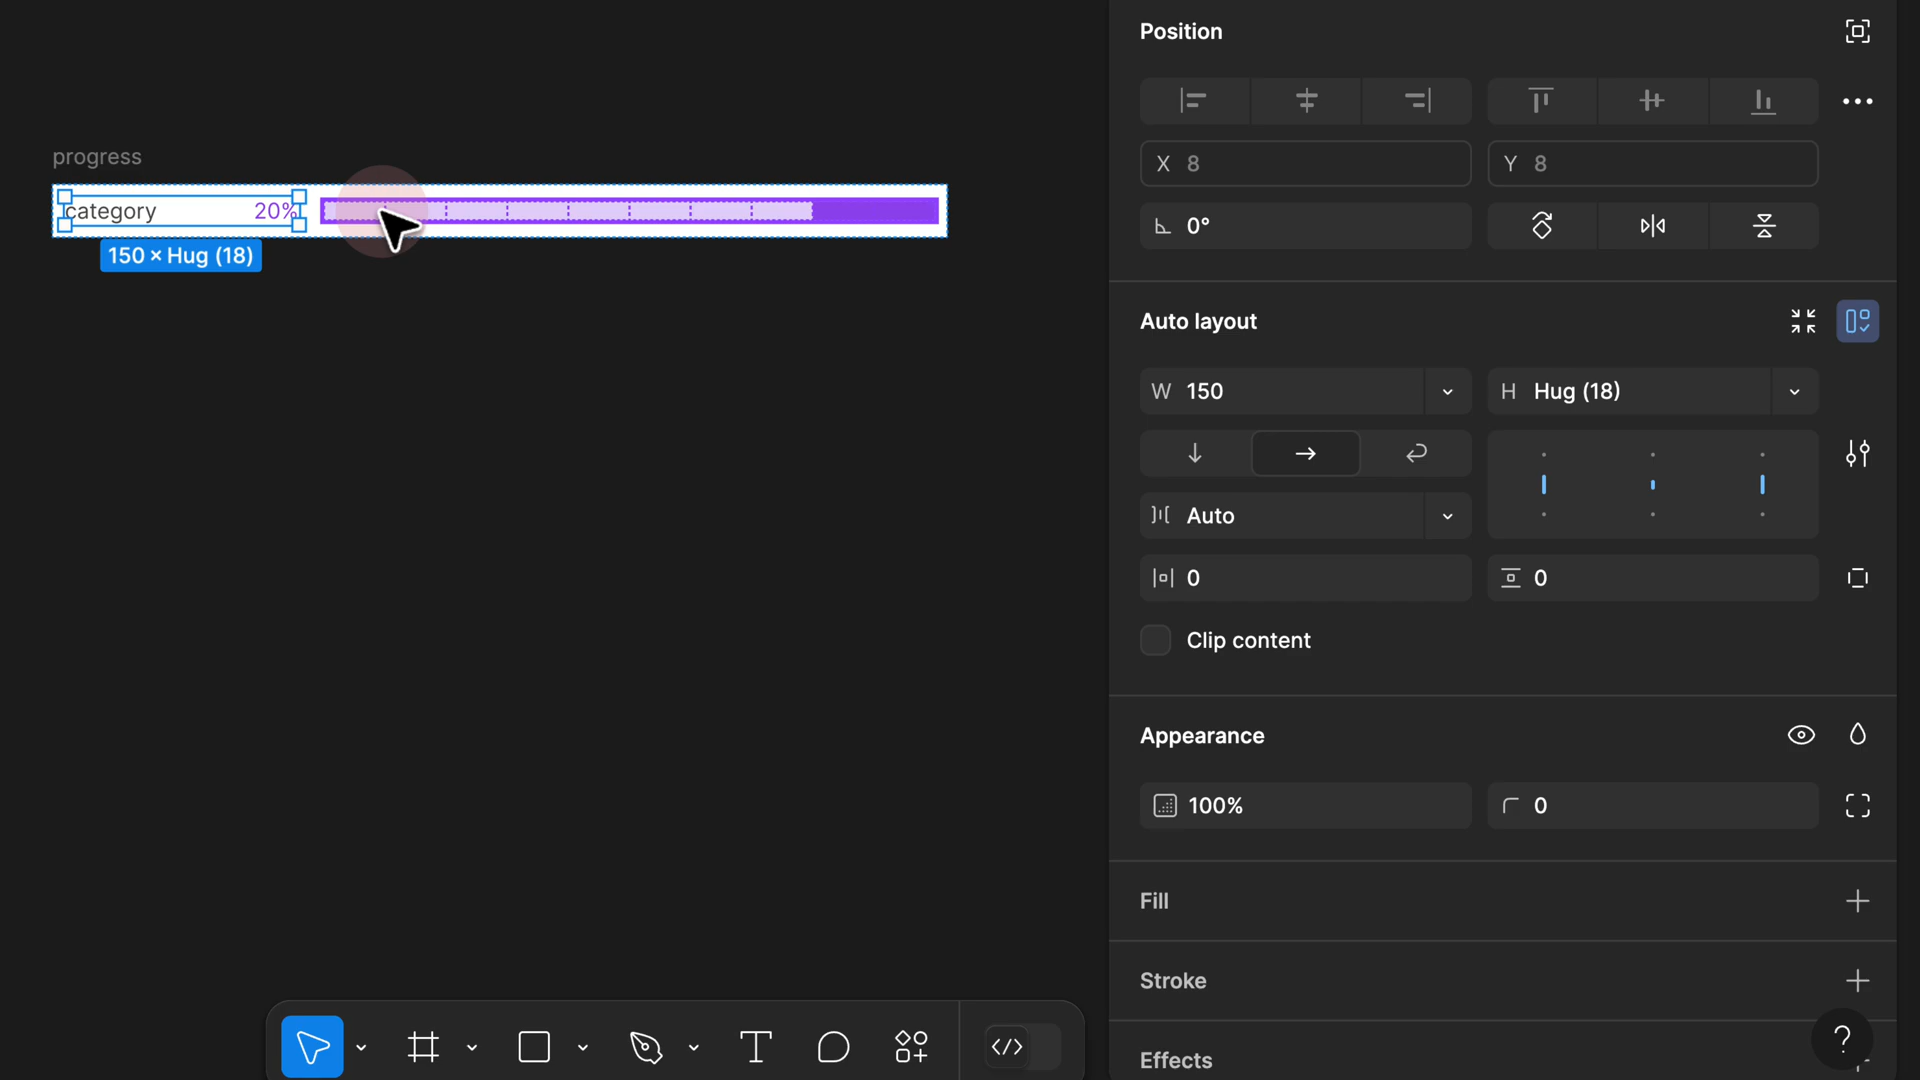 progress
category 20%
150 × Hug (18)
Position
X 8
Y 8
0°
Auto layout
W 150
H Hug (18)
Auto
0
0
Clip content
Appearance
100%
0
Fill
Stroke
Effects
T
</>
?